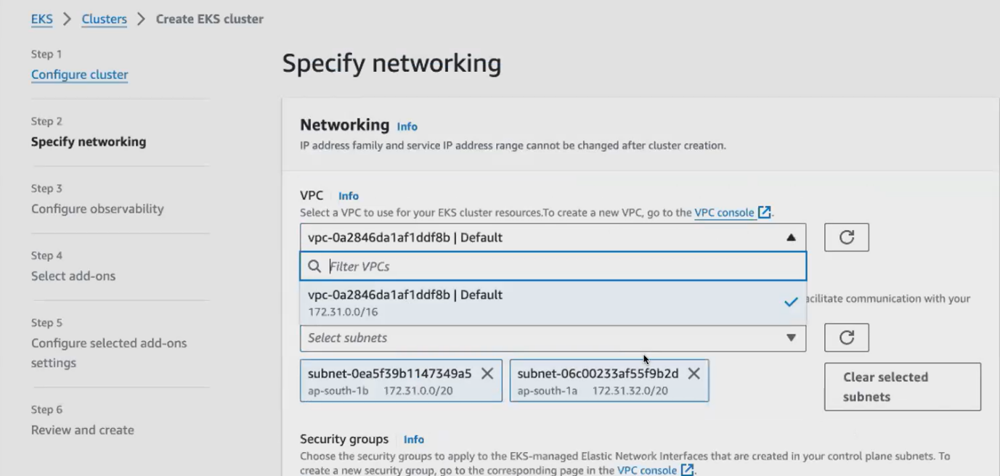 EKS > Clusters > Create EKS cluster
Step 1
Configure cluster
Step 2
Specify networking
Step 3
Configure observability
Step 4
Select add-ons
Step 5
Configure selected add-ons
settings
Step 6
Review and create
Specify networking
Networking Info
IP address family and service IP address range cannot be changed after cluster creation.
VPC Info
Select a VPC to use for your EKS cluster resources.To create a new VPC, go to the VPC console.
vpc-0a2846da1af1ddf8b | Default
Filter VPCs
vpc-0a2846da1af1ddf8b | Default
172.31.0.0/16
acilitate communication with your
Select subnets
subnet-0ea5f39b1147349a5
ap-south-1b 172.31.0.0/20
subnet-06c00233af55f9b2d
ap-south-1a 172.31.32.0/20
Clear selected
subnets
Security groups Info
Choose the security groups to apply to the EKS-managed Elastic Network Interfaces that are created in your control plane subnets. To
create a new security group, go to the corresponding page in the VPC console.